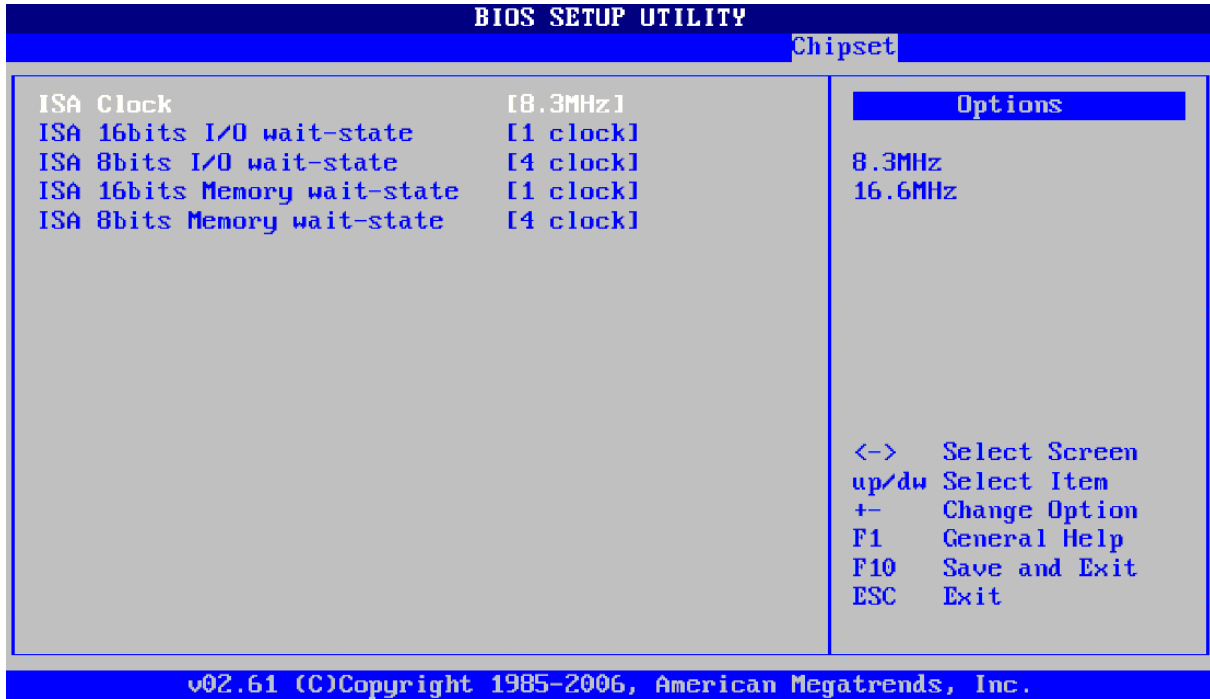 BIOS SETUP UTILITY
Chipset
ISA Clock [8.3MHz]
ISA 16bits I/O wait-state [1 clock]
ISA 8bits I/O wait-state [4 clock]
ISA 16bits Memory wait-state [1 clock]
ISA 8bits Memory wait-state [4 clock]
Options
8.3MHz
16.6MHz
<-> Select Screen
up/dw Select Item
+- Change Option
F1 General Help
F10 Save and Exit
ESC Exit
v02.61 (C)Copyright 1985-2006, American Megatrends, Inc.